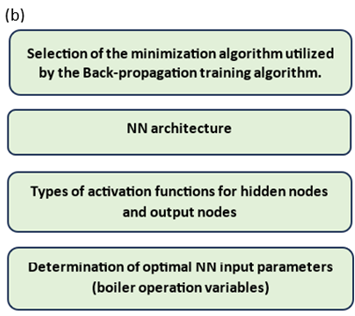 (b)
Selection of the minimization algorithm utilized
by the Back-propagation training algorithm.
NN architecture
Types of activation functions for hidden nodes
and output nodes
Determination of optimal NN input parameters
(boiler operation variables)